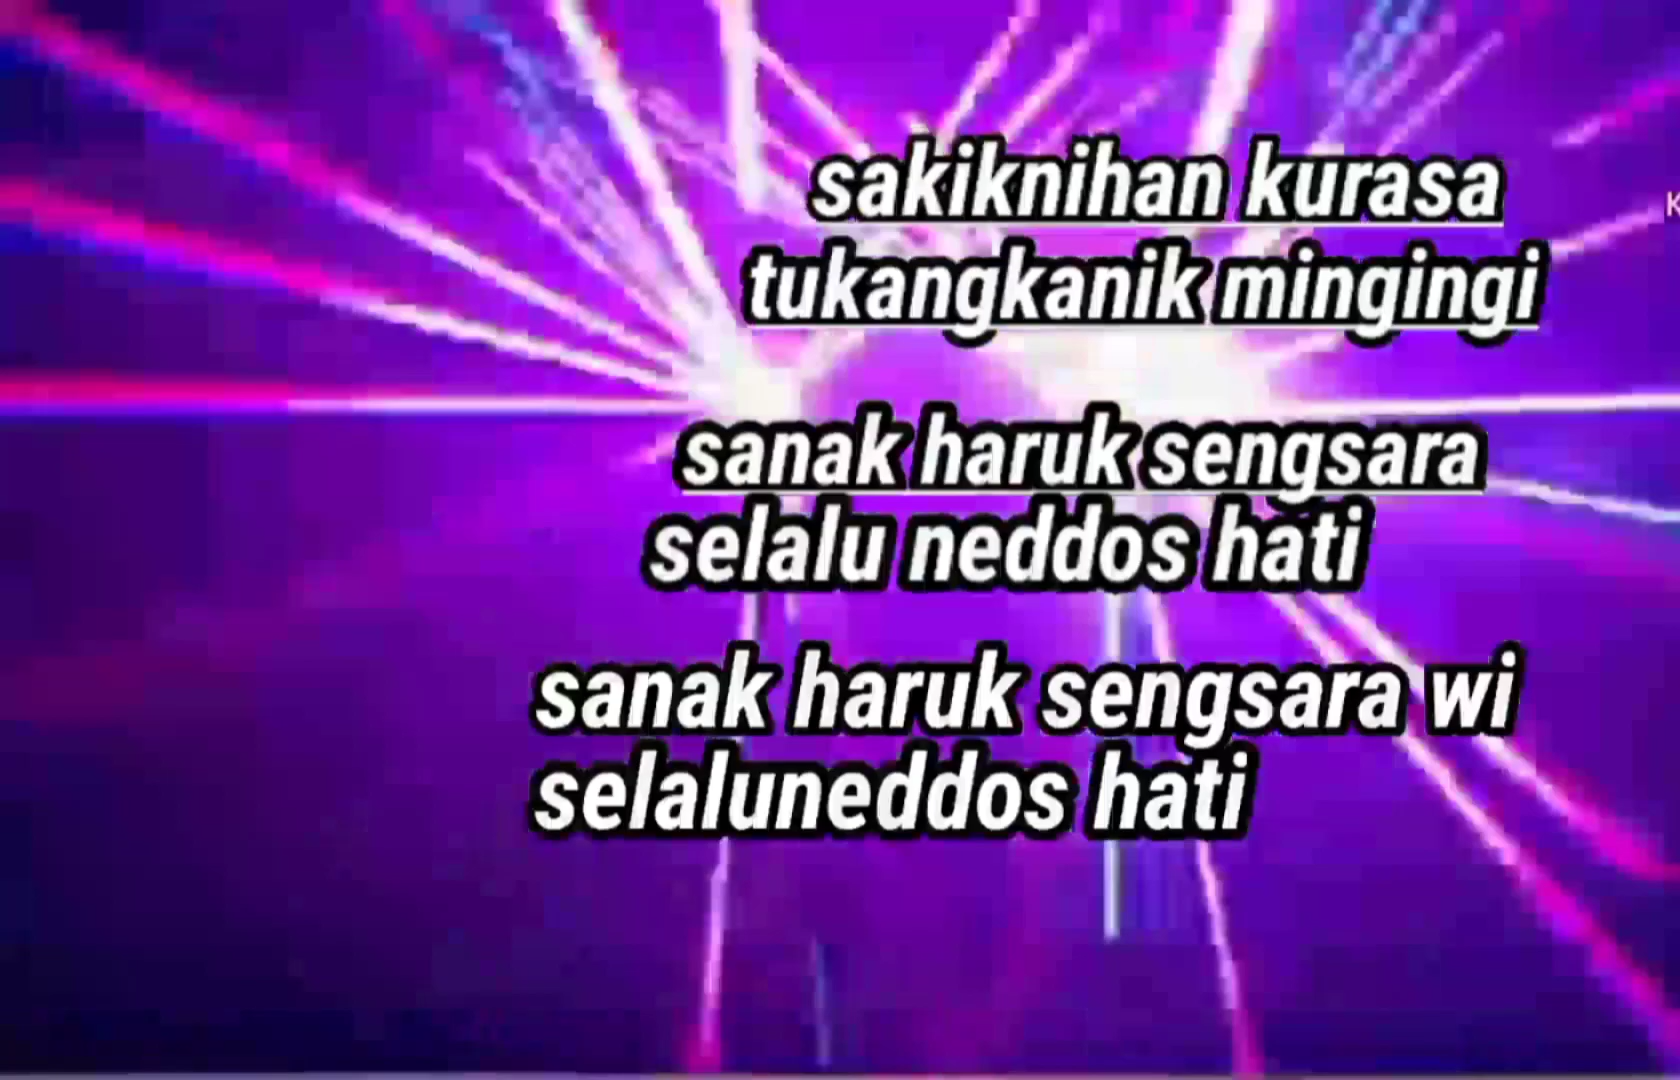 sakiknihan kurasa
tukangkanik mingingi
sanak haruk sengsara
selalu neddos hati
sanak haruk sengsara wi
selaluneddos hati